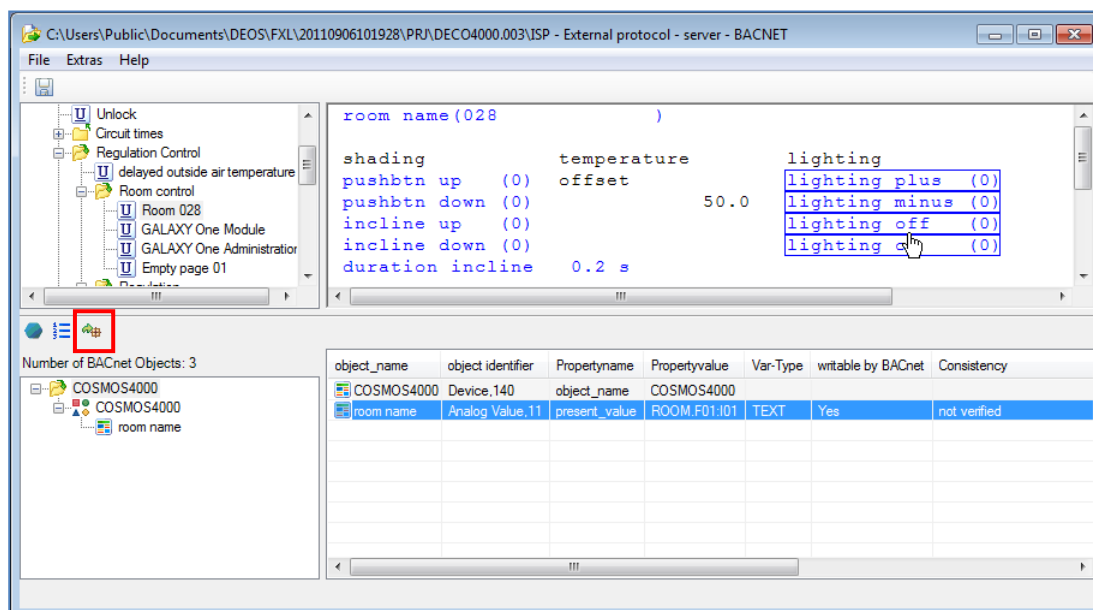 C:\Users\Public\Documents\DEOS\FXL\20110906101928\PRJ\DECO4000.003\ISP - External protocol - server - BACNET
File Extras Help
U Unlock
Circuit times
Regulation Control
U delayed outside air temperature
Room control
U Room 028
U GALAXY One Module
U GALAXY One Administration
U Empty page 01
room name(028 )
shading temperature lighting
pushbtn up (0) offset lighting plus (0)
pushbtn down (0) 50.0 lighting minus (0)
incline up (0) lighting off (0)
incline down (0) lighting (0)
duration incline 0.2 s
Number of BACnet Objects: 3
COSMOS4000
COSMOS4000
room name
object_name object identifier Propertyname Propertyvalue Var-Type writable by BACnet Consistency
COSMOS4000 Device,140 object_name COSMOS4000
room name Analog Value,11 present_value ROOM.F01:I01 TEXT Yes not verified